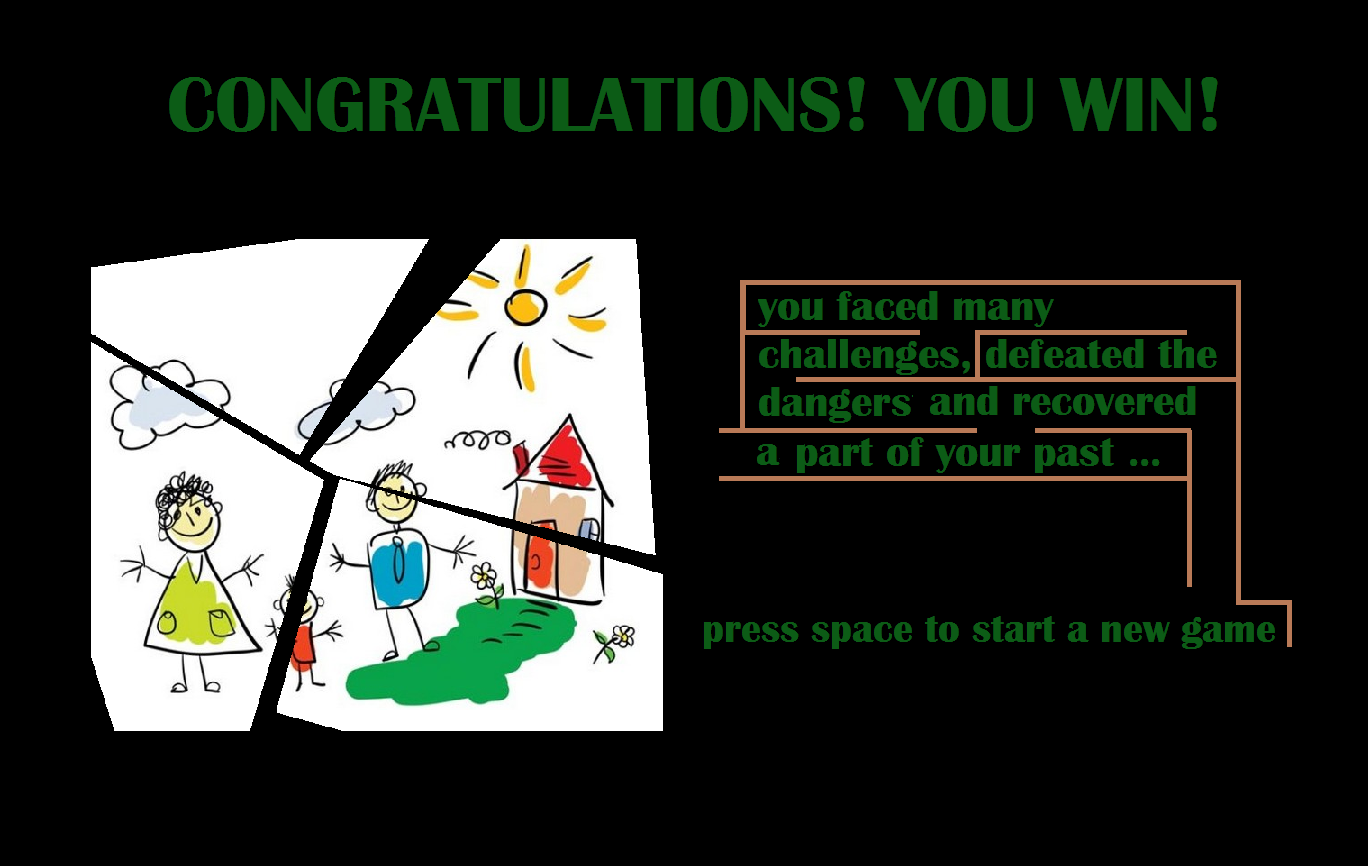 CONGRATULATIONS! YOU WIN!
you faced many
challenges, defeated the
dangers and recovered
a part of your past ...
press space to start a new game